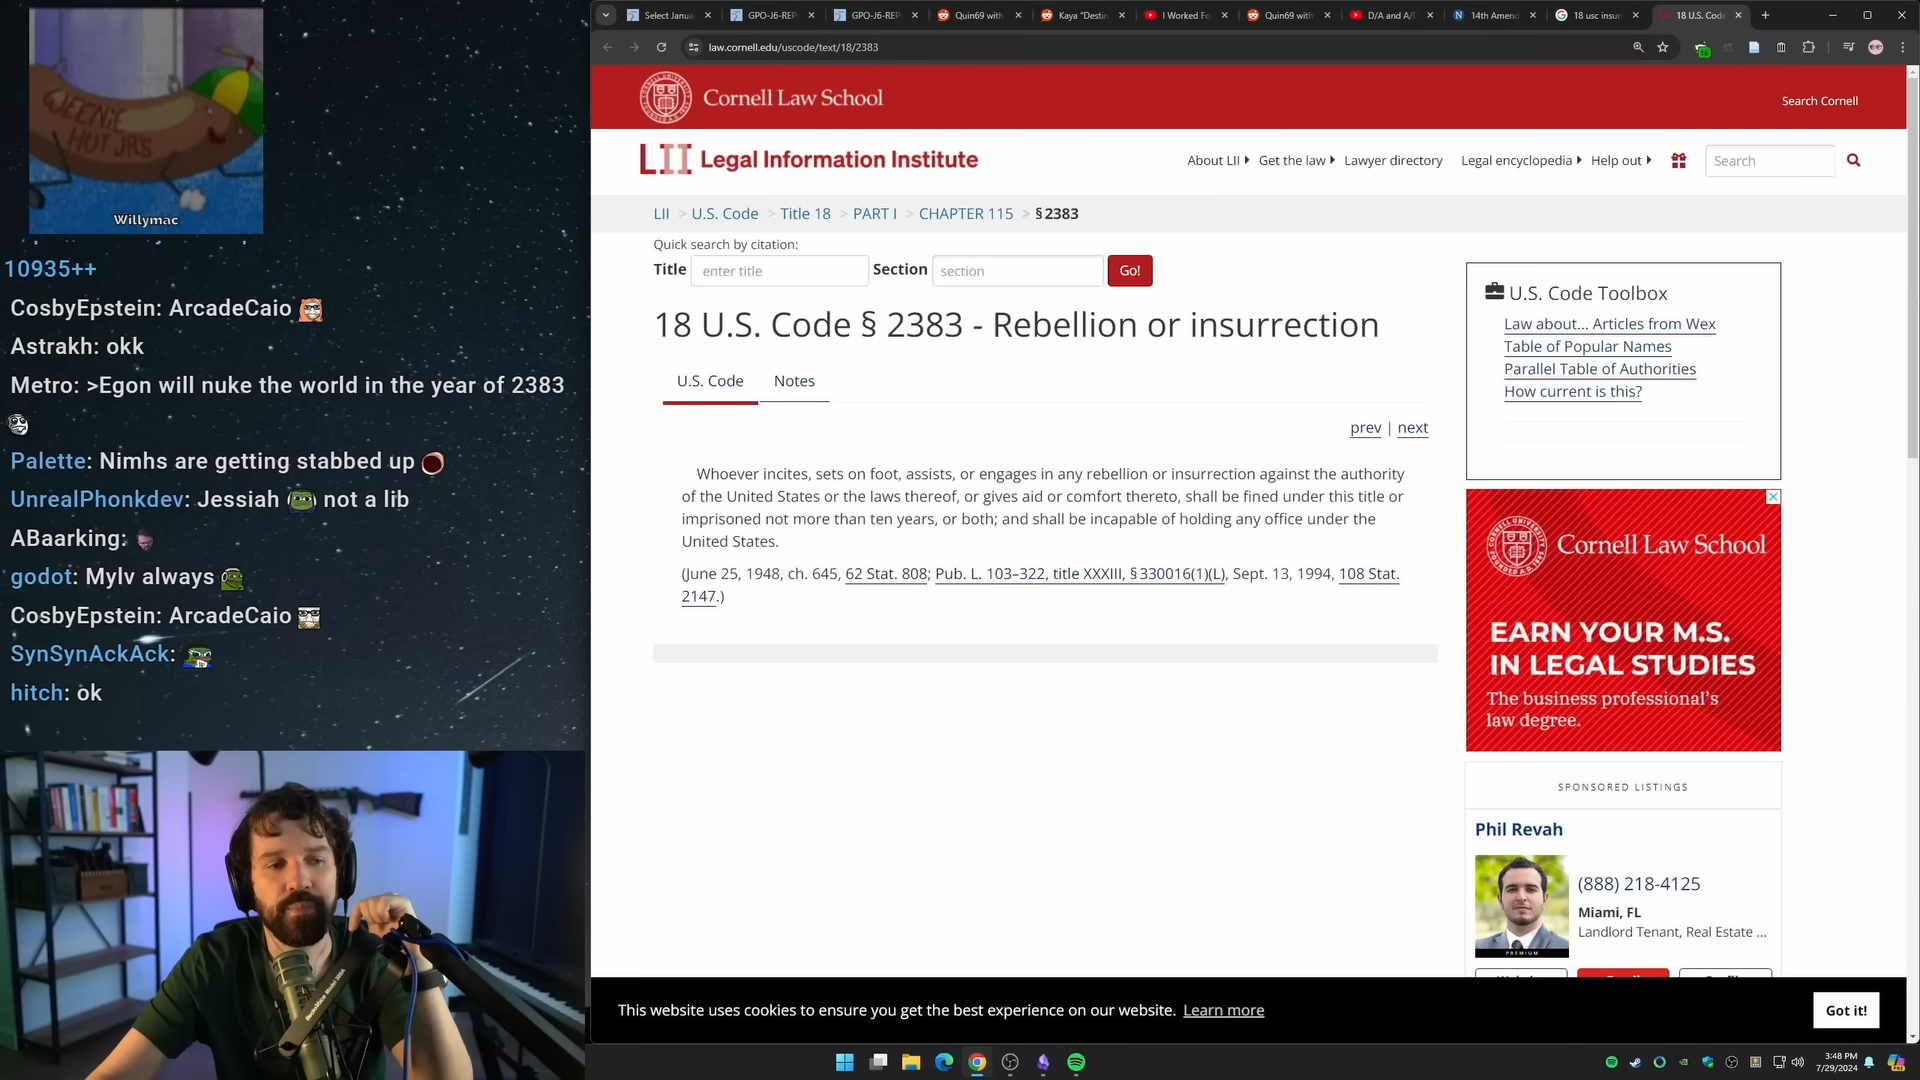 WEENIE
HUT JR'S
Willymac
10935++
CosbyEpstein: ArcadeCaio
Astrakh: okk
Metro: >Egon will nuke the world in the year of 2383
Palette: Nimhs are getting stabbed up
UnrealPhonkdev: Jessiah not a lib
ABaarking:
godot: Mylv always
CosbyEpstein: ArcadeCaio
SynSynAckAck:
hitch: ok
Select Janua
GPO-J6-REP
GPO-J6-REP
Quin69 with
Kaya "Destin
I Worked Fo
Quin69 with
D/A and A/D
14th Amend
18 usc insur
18 U.S. Code
law.cornell.edu/uscode/text/18/2383
Cornell Law School
Search Cornell
LII Legal Information Institute
About LII Get the law Lawyer directory Legal encyclopedia Help out
Search
LII > U.S. Code > Title 18 > PART I > CHAPTER 115 > § 2383
Quick search by citation:
Title enter title Section section Go!
18 U.S. Code § 2383 - Rebellion or insurrection
U.S. Code Notes
prev | next
Whoever incites, sets on foot, assists, or engages in any rebellion or insurrection against the authority
of the United States or the laws thereof, or gives aid or comfort thereto, shall be fined under this title or
imprisoned not more than ten years, or both; and shall be incapable of holding any office under the
United States.
(June 25, 1948, ch. 645, 62 Stat. 808; Pub. L. 103–322, title XXXIII, § 330016(1)(L), Sept. 13, 1994, 108 Stat.
2147.)
U.S. Code Toolbox
Law about... Articles from Wex
Table of Popular Names
Parallel Table of Authorities
How current is this?
Cornell Law School
EARN YOUR M.S.
IN LEGAL STUDIES
The business professional's
law degree.
SPONSORED LISTINGS
Phil Revah
PREMIUM
(888) 218-4125
Miami, FL
Landlord Tenant, Real Estate ...
This website uses cookies to ensure you get the best experience on our website. Learn more
Got it!
3:48 PM
7/29/2024